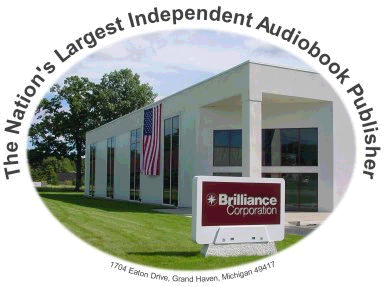 The Nation's Largest Independent Audiobook Publisher
Brilliance
Corporation
1704 Eaton Drive, Grand Haven, Michigan 49417